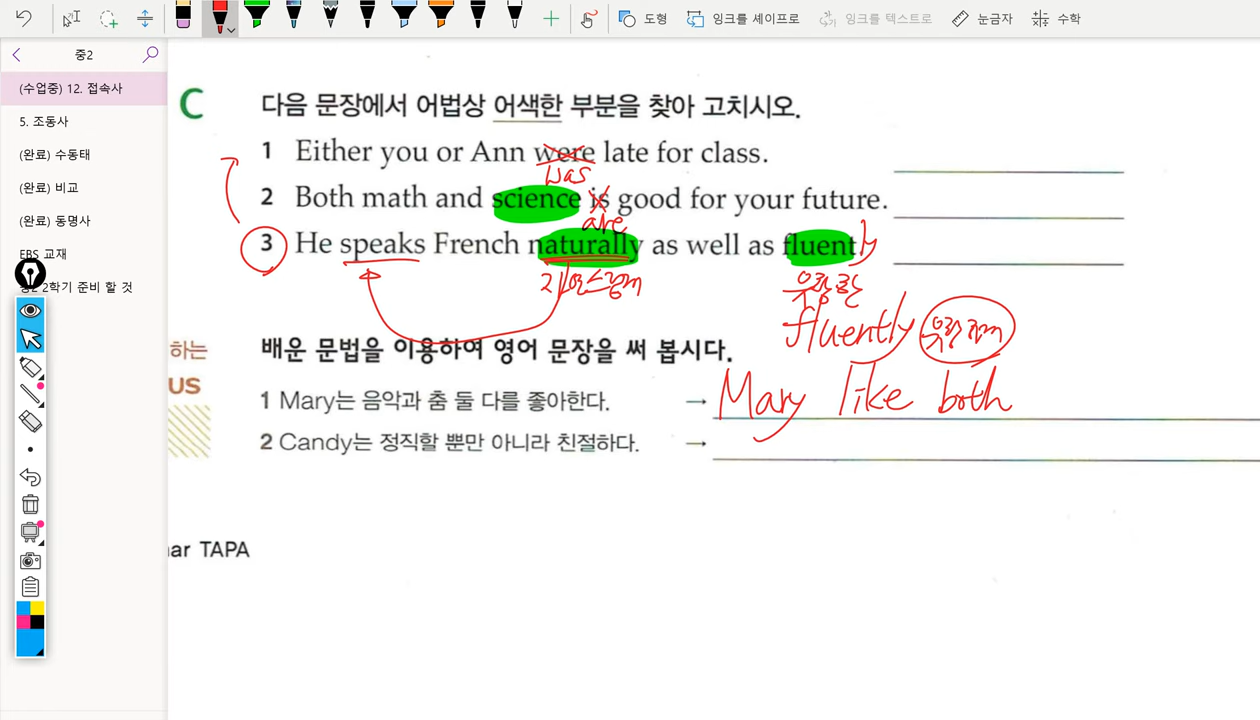 도형
잉크를 셰이프로
잉크를 텍스트로
눈금자
수학
중2
(수업중) 12. 접속사
5. 조동사
(완료) 수동태
(완료) 비교
(완료) 동명사
EBS 교재
2학기 준비 할 것
C 다음 문장에서 어법상 어색한 부분을 찾아 고치시오.
1 Either you or Ann were late for class.
was
2 Both math and science is good for your future.
are
3 He speaks French naturally as well as fluently
자연스럽게
유창한
fluently 유창하게
하는
US
배운 문법을 이용하여 영어 문장을 써 봅시다.
1 Mary는 음악과 춤 둘 다를 좋아한다. → Mary like both
2 Candy는 정직할 뿐만 아니라 친절하다. →
mar TAPA